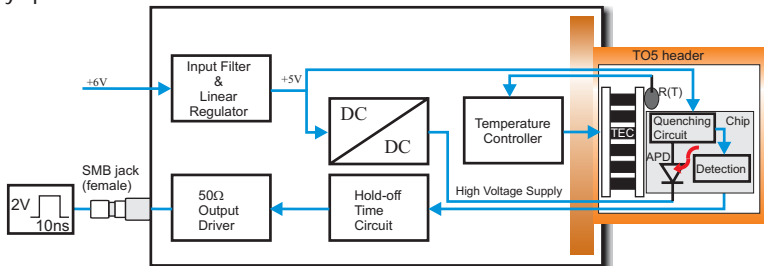 TO5 header
Input Filter
&
Linear
Regulator
+6V
+5V
R(T)
DC
DC
Temperature
Controller
TEC
Quenching
Circuit
Chip
APD
Detection
SMB jack
(female)
High Voltage Supply
2V
10ns
50Ω
Output
Driver
Hold-off
Time
Circuit